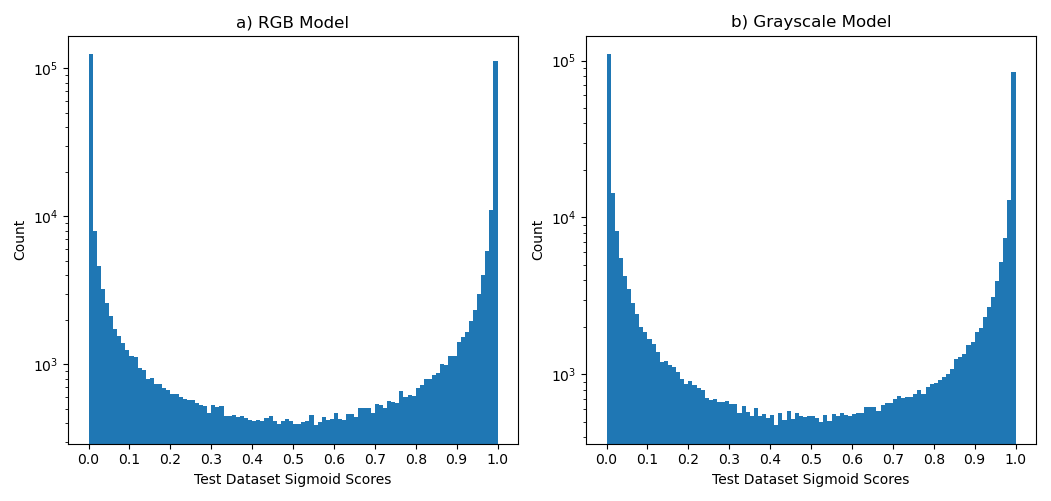 a) RGB Model
b) Grayscale Model
Count
10⁵
10⁴
10³
0.0 0.1 0.2 0.3 0.4 0.5 0.6 0.7 0.8 0.9 1.0
Test Dataset Sigmoid Scores
Count
10⁵
10⁴
10³
0.0 0.1 0.2 0.3 0.4 0.5 0.6 0.7 0.8 0.9 1.0
Test Dataset Sigmoid Scores